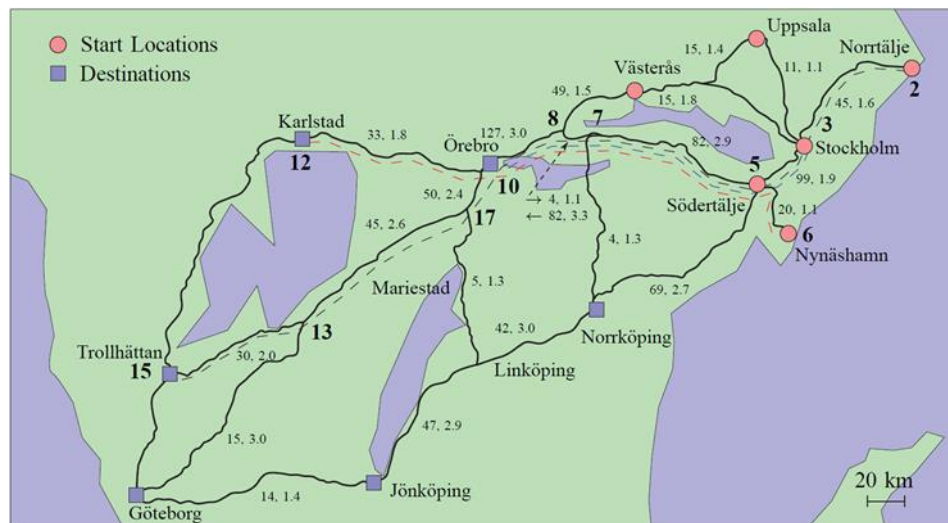 Start Locations
Destinations
Uppsala
15, 1.4
Norrtälje
11, 1.1
Västerås
2
45, 1.6
49, 1.5
15, 1.8
8
7
3
Karlstad
33, 1.8
127, 3.0
82, 2.9
Stockholm
12
Örebro
5
10
99, 1.9
50, 2.4
→ 4, 1.1
← 82, 3.3
Södertälje
20, 1.1
17
45, 2.6
6
Nynäshamn
4, 1.3
5, 1.3
Mariestad
69, 2.7
13
42, 3.0
Norrköping
Trollhättan
30, 2.0
15
Linköping
47, 2.9
15, 3.0
14, 1.4
Jönköping
Göteborg
20 km